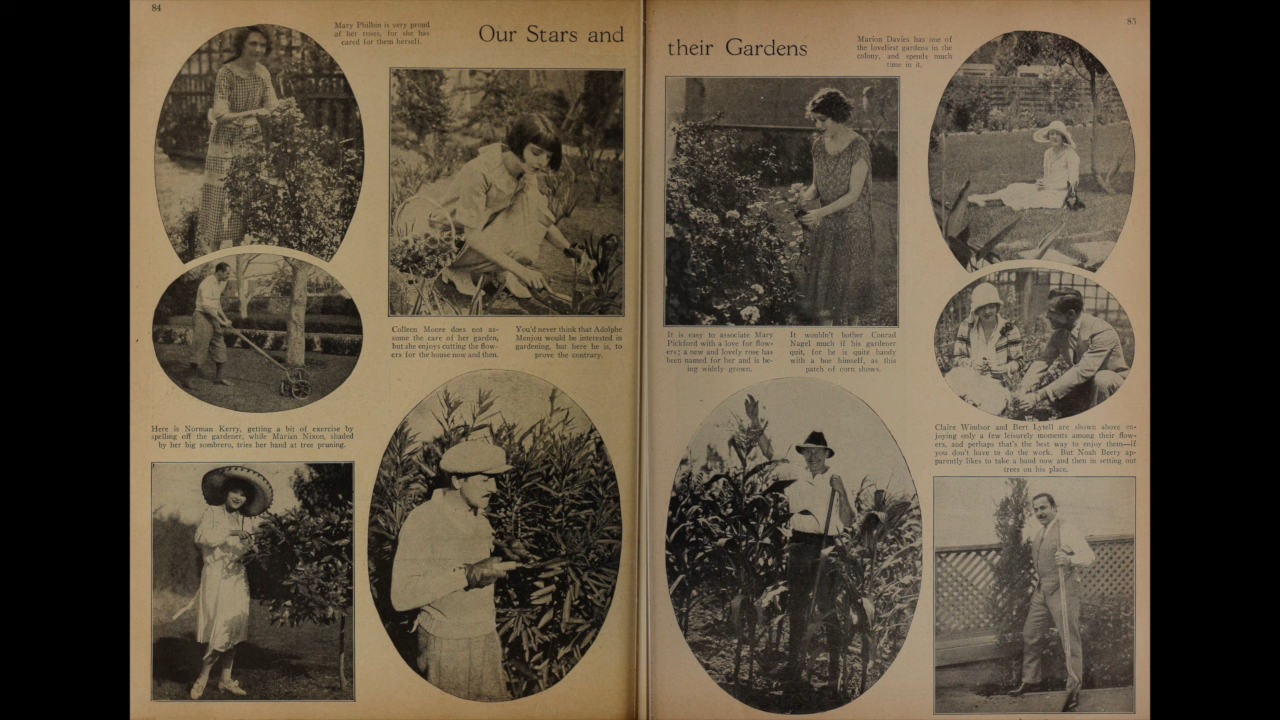 84
Mary Philbin is very proud
of her roses, for she has
cared for them herself.
Our Stars and
Colleen Moore does not as-
sume the care of her garden,
but she enjoys cutting the flow-
ers for the house now and then.
You'd never think that Adolphe
Menjou would be interested in
gardening, but here he is, to
prove the contrary.
Here is Norman Kerry, getting a bit of exercise by
spelling off the gardener, while Marian Nixon, shaded
by her big sombrero, tries her hand at tree pruning.
85
their Gardens
Marion Davies has one of
the loveliest gardens in the
colony, and spends much
time in it.
It is easy to associate Mary
Pickford with a love for flow-
ers; a new and lovely rose has
been named for her and is be-
ing widely grown.
It wouldn't bother Conrad
Nagel much if his gardener
quit, for he is quite handy
with a hoe himself, as this
patch of corn shows.
Claire Windsor and Bert Lytell are shown above en-
joying only a few leisurely moments among their flow-
ers, and perhaps that's the best way to enjoy them—if
you don't have to do the work. But Noah Beery ap-
parently likes to take a hand now and then in setting out
trees on his place.